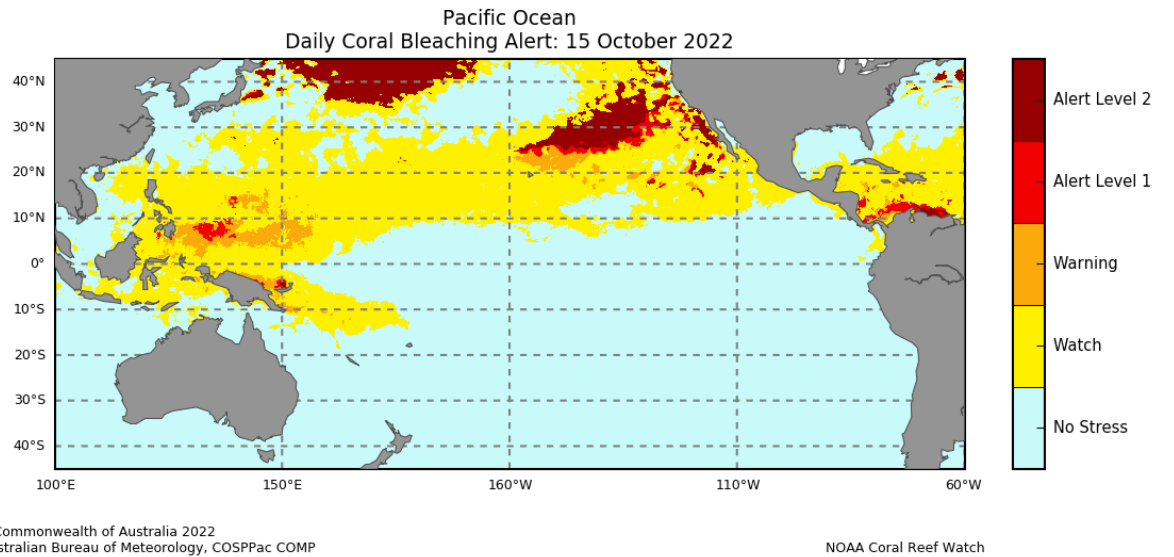 Pacific Ocean
Daily Coral Bleaching Alert: 15 October 2022
40°N
30°N
20°N
10°N
0°
10°S
20°S
30°S
40°S
100°E 150°E 160°W 110°W 60°W
Alert Level 2
Alert Level 1
Warning
Watch
No Stress
Commonwealth of Australia 2022
stralian Bureau of Meteorology, COSPPac COMP
NOAA Coral Reef Watch